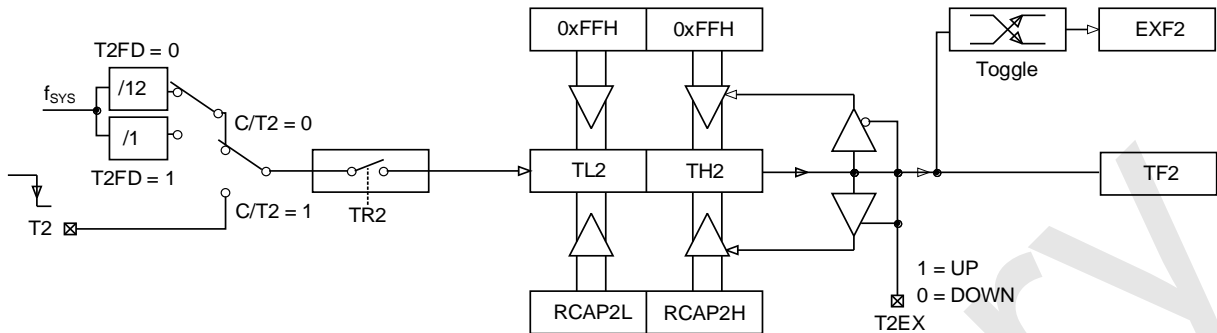 0xFFH 0xFFH EXF2
T2FD = 0
Toggle
/12
fSYS
C/T2 = 0
/1
TL2 TH2 TF2
T2FD = 1
C/T2 = 1
TR2
T2
1 = UP
0 = DOWN
RCAP2L RCAP2H
T2EX